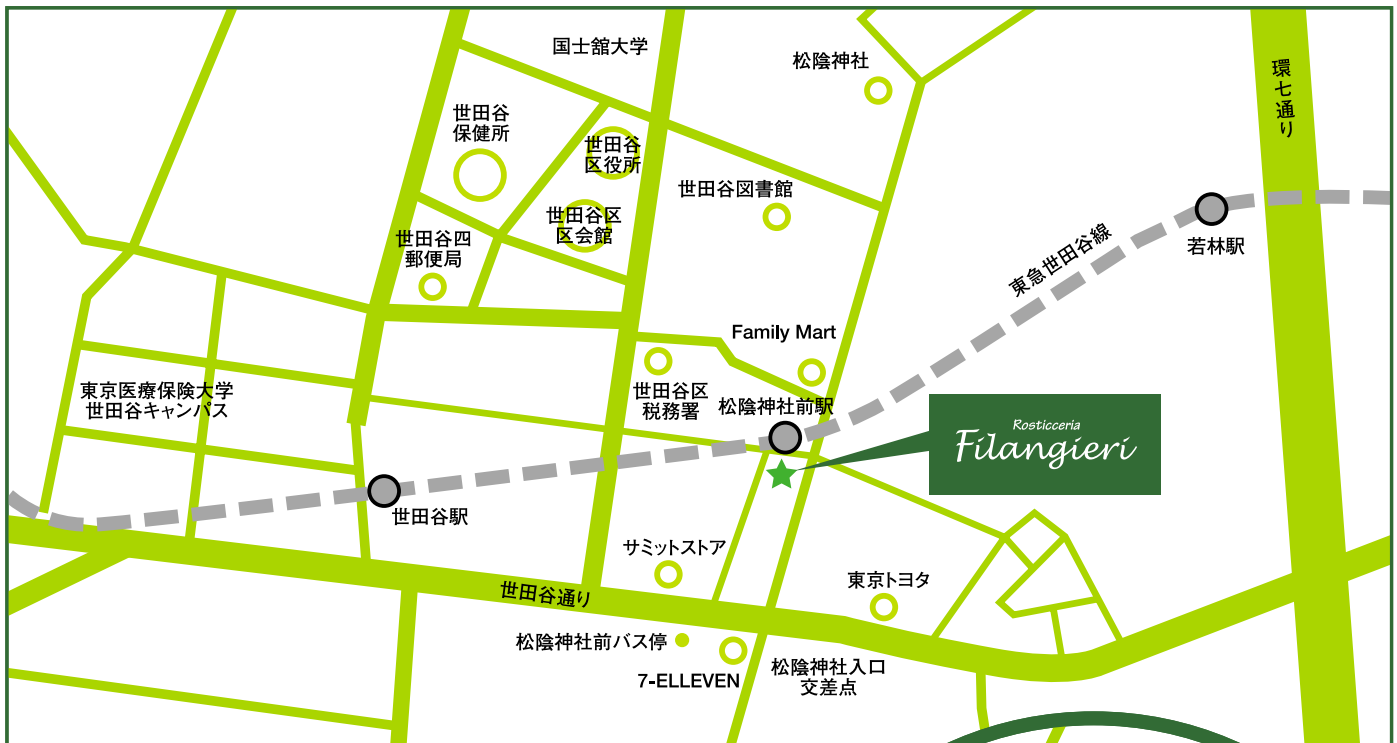 国士舘大学
松陰神社
環七通り
世田谷
保健所
世田谷
区役所
世田谷図書館
世田谷区
区会館
世田谷四
郵便局
東急世田谷線
若林駅
Family Mart
東京医療保険大学
世田谷キャンパス
世田谷区
税務署
松陰神社前駅
Rosticceria
Filangieri
世田谷駅
サミットストア
東京トヨタ
世田谷通り
松陰神社前バス停
7-ELLEVEN
松陰神社入口
交差点